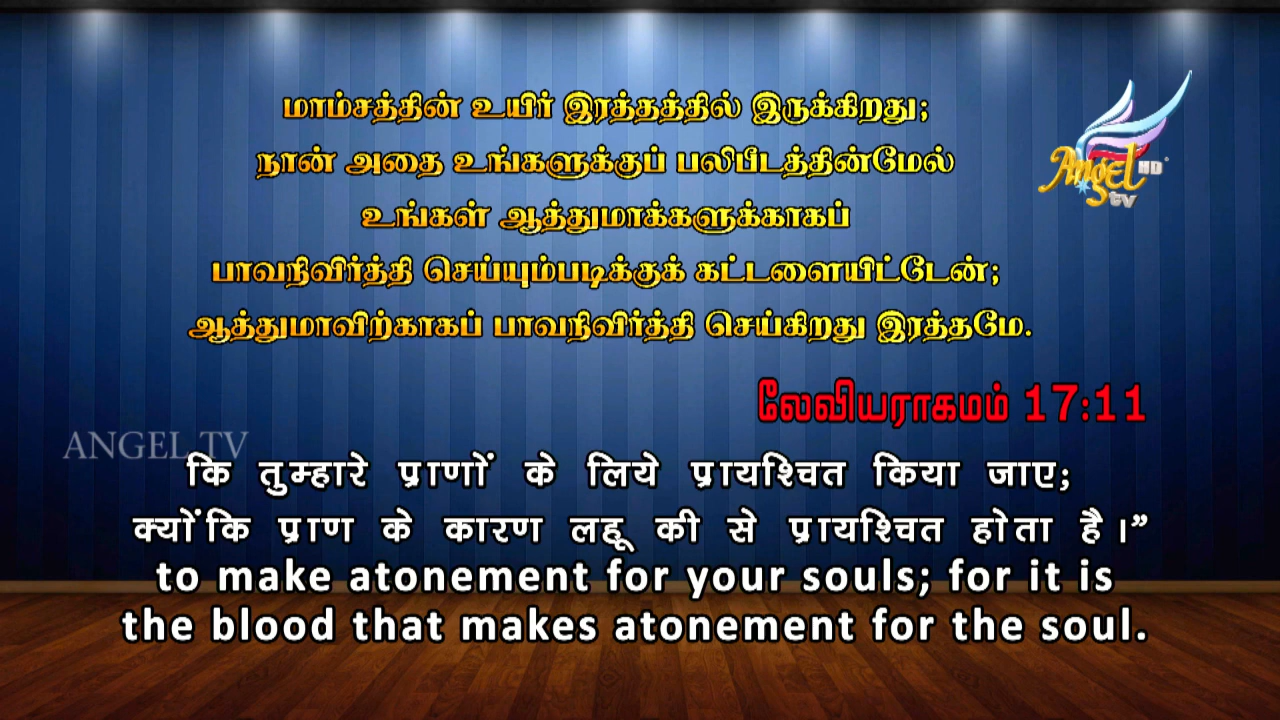 மாம்சத்தின் உயிர் இரத்தத்தில் இருக்கிறது;
நான் அதை உங்களுக்குப் பலிபீடத்தின்மேல்
உங்கள் ஆத்துமாக்களுக்காகப்
பாவநிவிர்த்தி செய்யும்படிக்குக் கட்டளையிட்டேன்;
ஆத்துமாவிற்காகப் பாவநிவிர்த்தி செய்கிறது இரத்தமே.
Angel HD
tv
லேவியராகமம் 17:11
ANGEL TV
कि तुम्हारे प्राणों के लिये प्रायश्चित किया जाए;
क्योंकि प्राण के कारण लहू की से प्रायश्चित होता है।”
to make atonement for your souls; for it is
the blood that makes atonement for the soul.